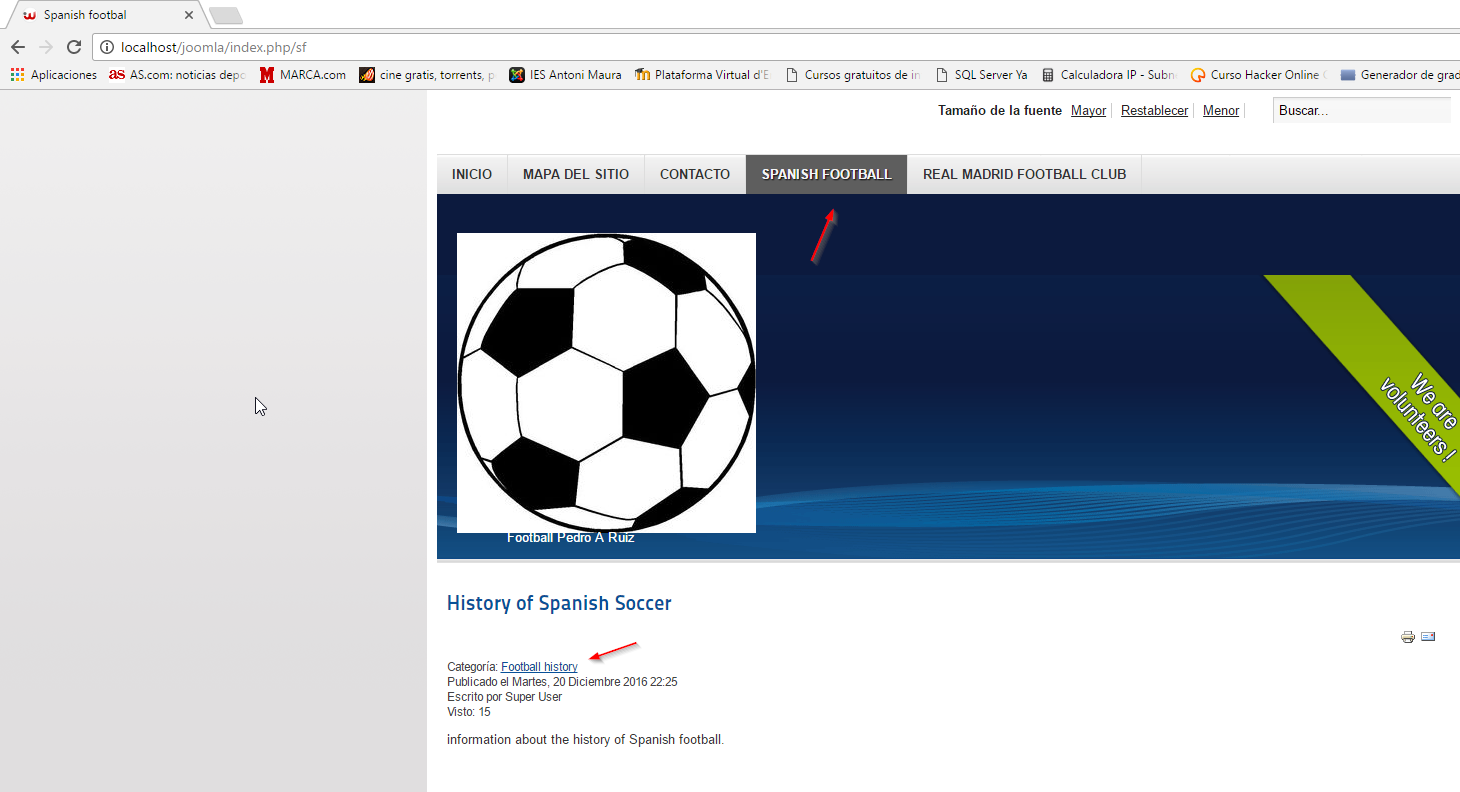 Spanish footbal
localhost/joomla/index.php/sf
Aplicaciones as AS.com: noticias depo M MARCA.com cine gratis, torrents, p IES Antoni Maura Plataforma Virtual d'E Cursos gratuitos de in SQL Server Ya Calculadora IP - Subn Curso Hacker Online Generador de grad
Tamaño de la fuente Mayor Restablecer Menor Buscar...
INICIO MAPA DEL SITIO CONTACTO SPANISH FOOTBALL REAL MADRID FOOTBALL CLUB
We are
volunteers !
Football Pedro A Ruiz
History of Spanish Soccer
Categoría: Football history
Publicado el Martes, 20 Diciembre 2016 22:25
Escrito por Super User
Visto: 15
information about the history of Spanish football.